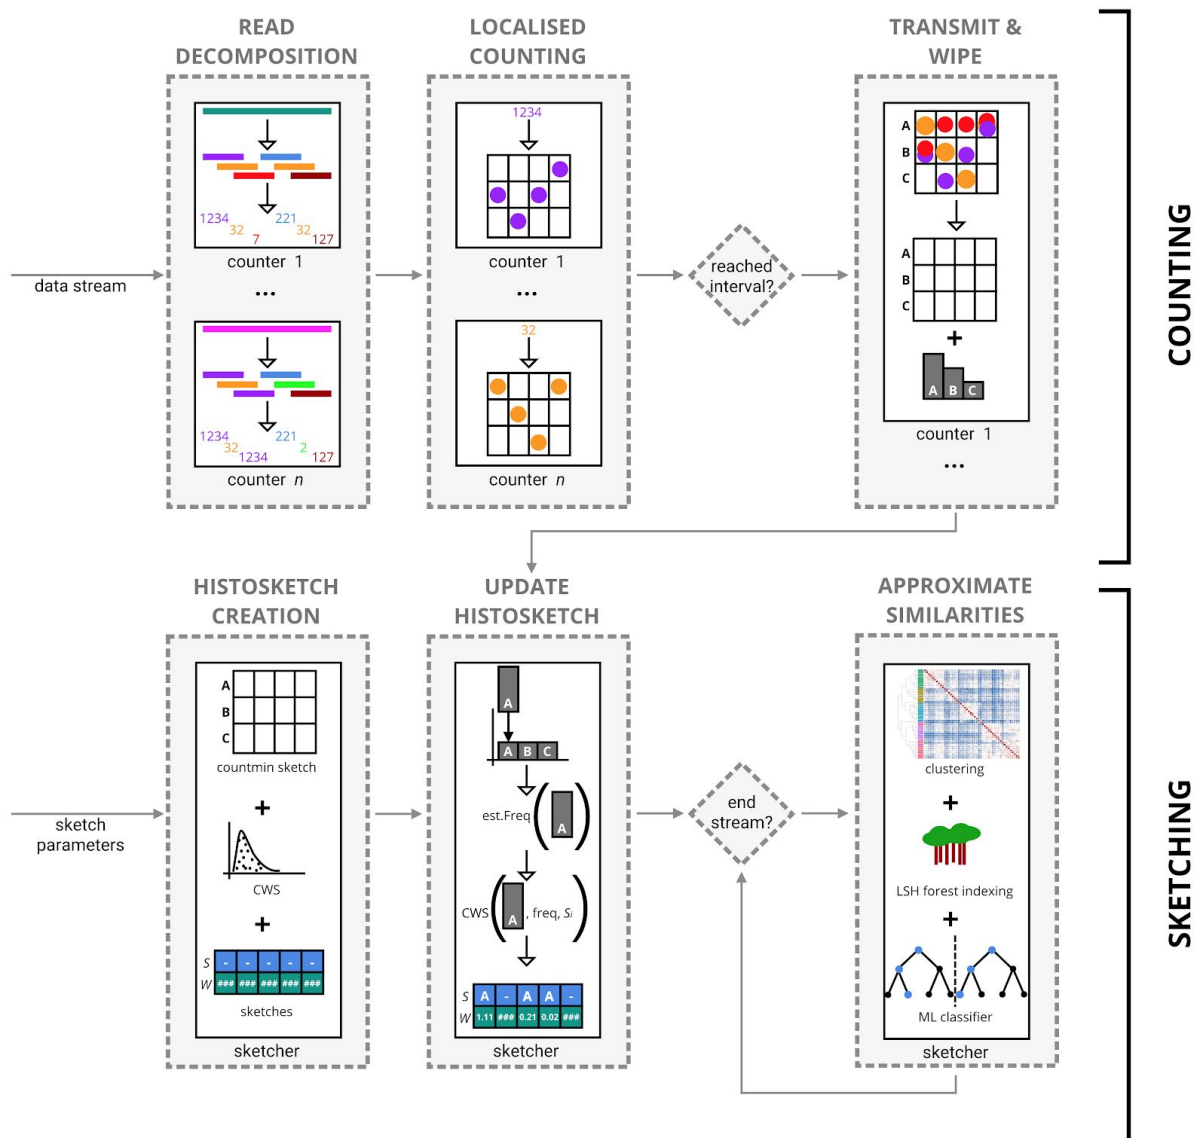 READ
DECOMPOSITION
LOCALISED
COUNTING
TRANSMIT &
WIPE
COUNTING
data stream
1234
32
7
221
32
127
counter 1
...
1234
32
1234
221
2
127
counter n
1234
counter 1
...
32
counter n
reached
interval?
A
B
C
A
B
C
+
A B C
counter 1
...
HISTOSKETCH
CREATION
UPDATE
HISTOSKETCH
APPROXIMATE
SIMILARITIES
SKETCHING
sketch
parameters
A
B
C
countmin sketch
+
CWS
+
S - - - - -
W ### ### ### ### ###
sketches
sketcher
A
A B C
est.Freq ( A )
CWS ( A , freq, Si )
S A - A A -
W 1.11 ### 0.21 0.02 ###
sketcher
end
stream?
clustering
+
LSH forest indexing
+
ML classifier
sketcher